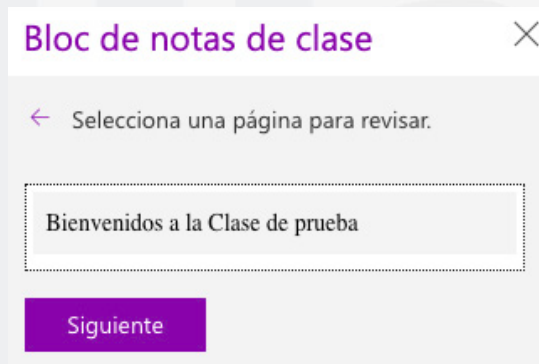 Bloc de notas de clase
Selecciona una página para revisar.
Bienvenidos a la Clase de prueba
Siguiente